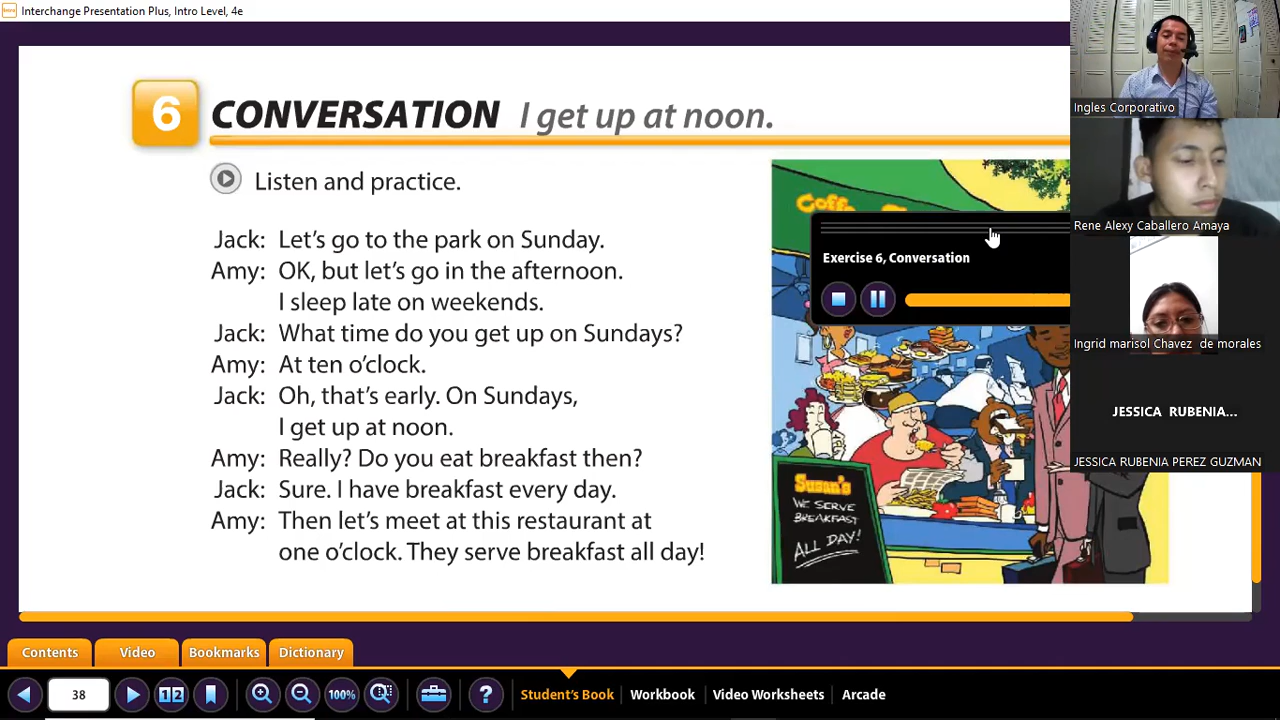 Interchange Presentation Plus, Intro Level, 4e
6 CONVERSATION I get up at noon.
Listen and practice.
Jack: Let's go to the park on Sunday.
Amy: OK, but let's go in the afternoon.
I sleep late on weekends.
Jack: What time do you get up on Sundays?
Amy: At ten o'clock.
Jack: Oh, that's early. On Sundays,
I get up at noon.
Amy: Really? Do you eat breakfast then?
Jack: Sure. I have breakfast every day.
Amy: Then let's meet at this restaurant at
one o'clock. They serve breakfast all day!
Exercise 6, Conversation
Susan's
WE SERVE
BREAKFAST
ALL DAY!
Ingles Corporativo
Rene Alexy Caballero Amaya
Ingrid marisol Chavez de morales
JESSICA RUBENIA...
JESSICA RUBENIA PEREZ GUZMAN
Contents Video Bookmarks Dictionary
38 1 2 100% ? Student's Book Workbook Video Worksheets Arcade